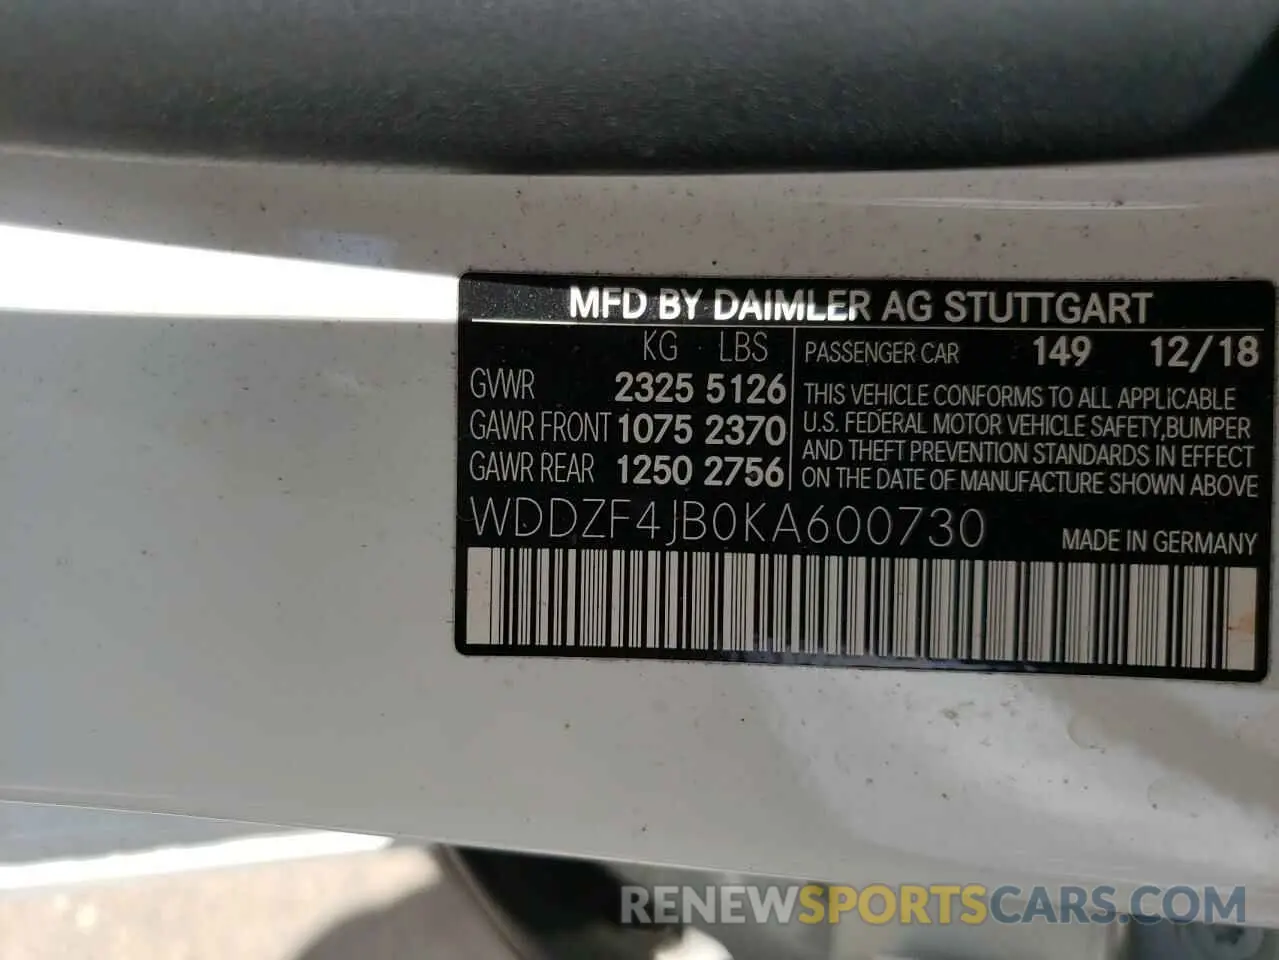 MFD BY DAIMLER AG STUTTGART
KG LBS
GVWR 2325 5126
GAWR FRONT 1075 2370
GAWR REAR 1250 2756
PASSENGER CAR 149 12/18
THIS VEHICLE CONFORMS TO ALL APPLICABLE
U.S. FEDERAL MOTOR VEHICLE SAFETY,BUMPER
AND THEFT PREVENTION STANDARDS IN EFFECT
ON THE DATE OF MANUFACTURE SHOWN ABOVE
WDDZF4JB0KA600730
MADE IN GERMANY
RENEWSPORTSCARS.COM